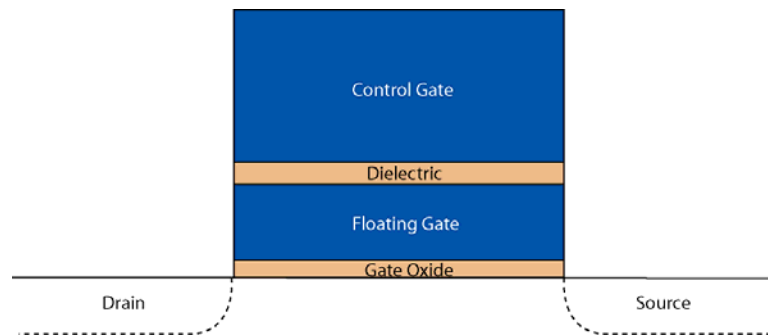 Control Gate
Dielectric
Floating Gate
Gate Oxide
Drain
Source